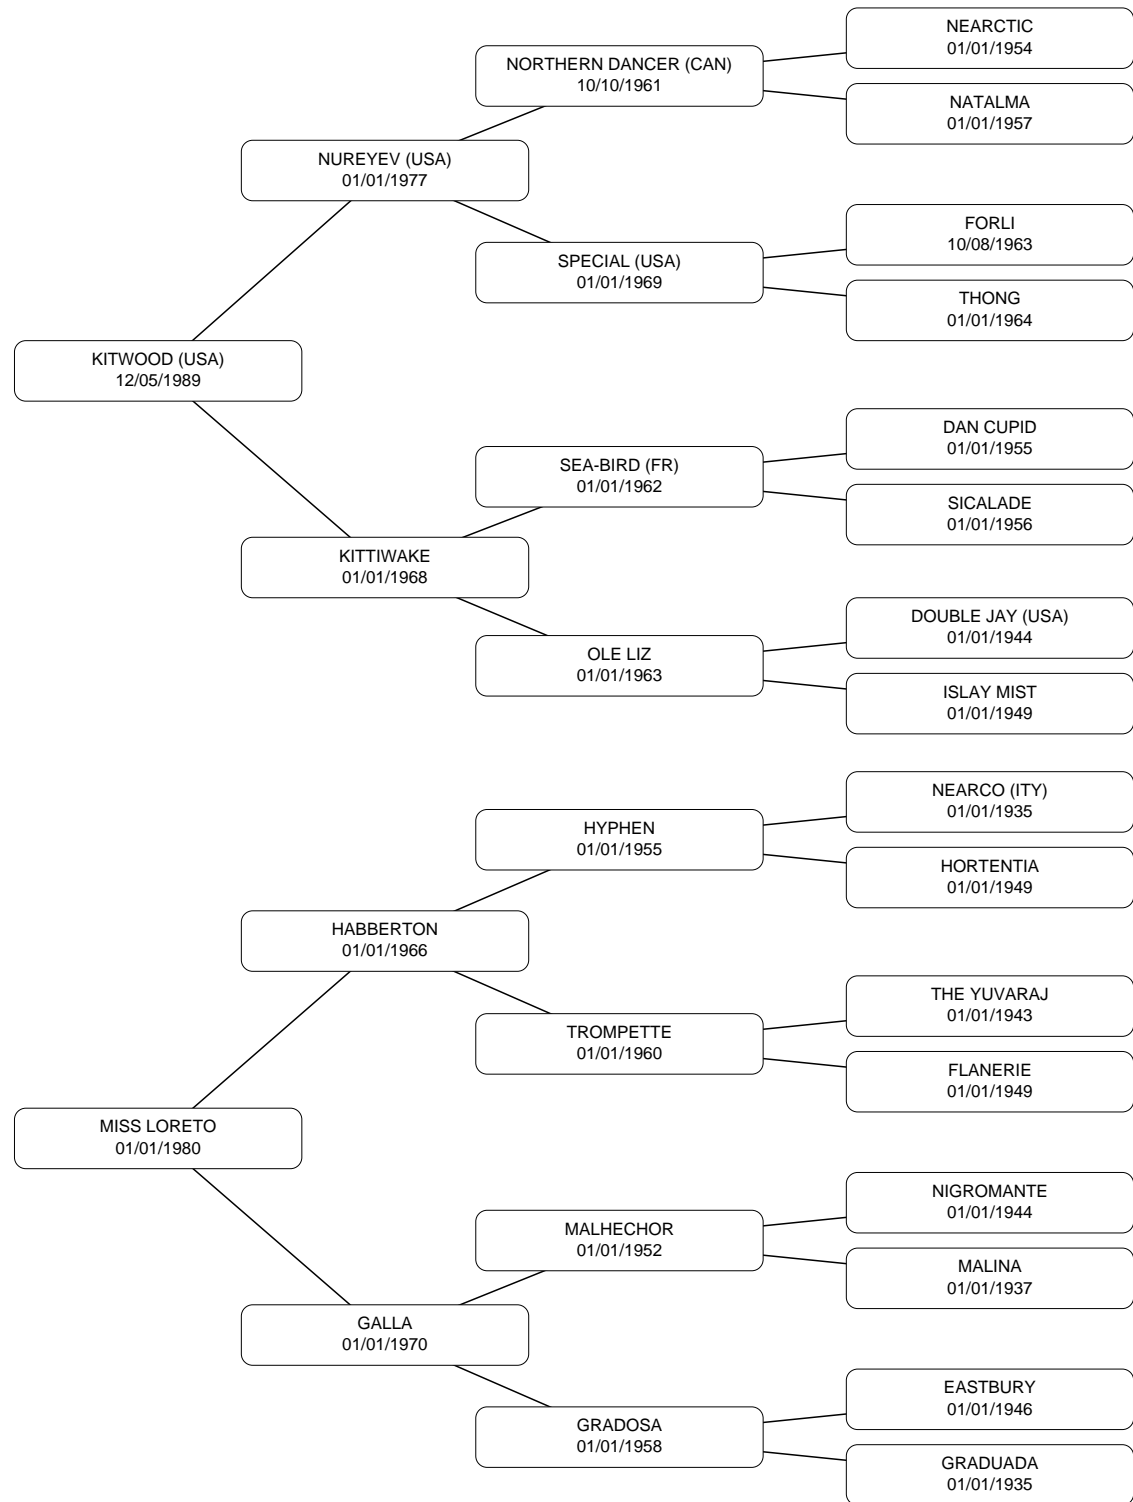 NEARCTIC
01/01/1954
NORTHERN DANCER (CAN)
10/10/1961
NATALMA
01/01/1957
NUREYEV (USA)
01/01/1977
FORLI
10/08/1963
SPECIAL (USA)
01/01/1969
THONG
01/01/1964
KITWOOD (USA)
12/05/1989
DAN CUPID
01/01/1955
SEA-BIRD (FR)
01/01/1962
SICALADE
01/01/1956
KITTIWAKE
01/01/1968
DOUBLE JAY (USA)
01/01/1944
OLE LIZ
01/01/1963
ISLAY MIST
01/01/1949
NEARCO (ITY)
01/01/1935
HYPHEN
01/01/1955
HORTENTIA
01/01/1949
HABBERTON
01/01/1966
THE YUVARAJ
01/01/1943
TROMPETTE
01/01/1960
FLANERIE
01/01/1949
MISS LORETO
01/01/1980
NIGROMANTE
01/01/1944
MALHECHOR
01/01/1952
MALINA
01/01/1937
GALLA
01/01/1970
EASTBURY
01/01/1946
GRADOSA
01/01/1958
GRADUADA
01/01/1935